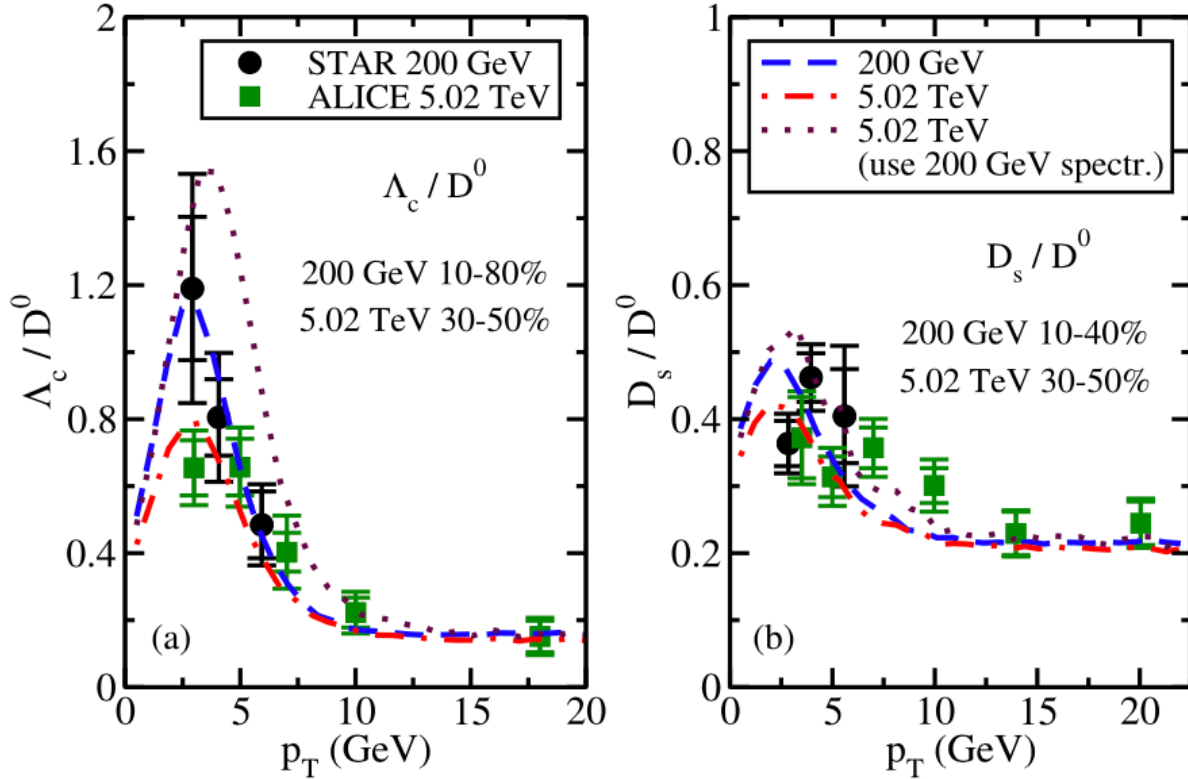 2
1.6
1.2
0.8
0.4
0
Λc / D⁰
STAR 200 GeV
ALICE 5.02 TeV
Λc / D⁰
200 GeV 10-80%
5.02 TeV 30-50%
(a)
0 5 10 15 20
pT (GeV)
1
0.8
0.6
0.4
0.2
0
Ds / D⁰
200 GeV
5.02 TeV
5.02 TeV
(use 200 GeV spectr.)
Ds / D⁰
200 GeV 10-40%
5.02 TeV 30-50%
(b)
0 5 10 15 20
pT (GeV)